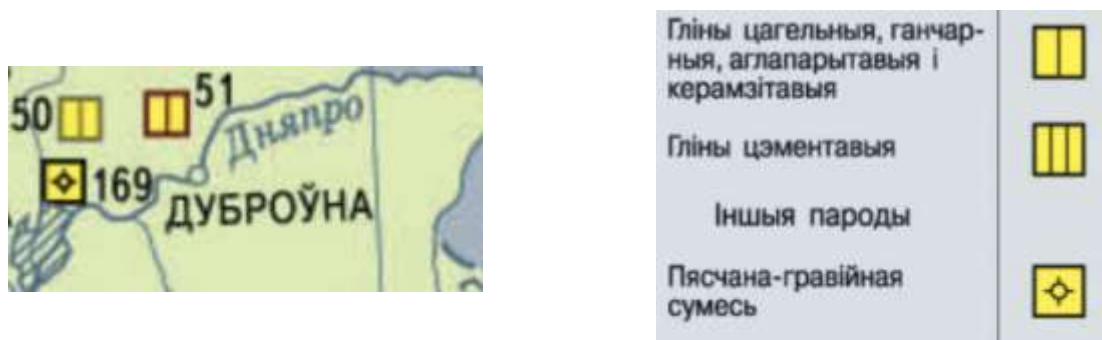 50
51
Дняпро
169
ДУБРОЎНА
Гліны цагельныя, ганчар-
ныя, аглапарытавыя і
керамзітавыя
Гліны цэментавыя
Іншыя пароды
Пясчана-гравійная
сумесь